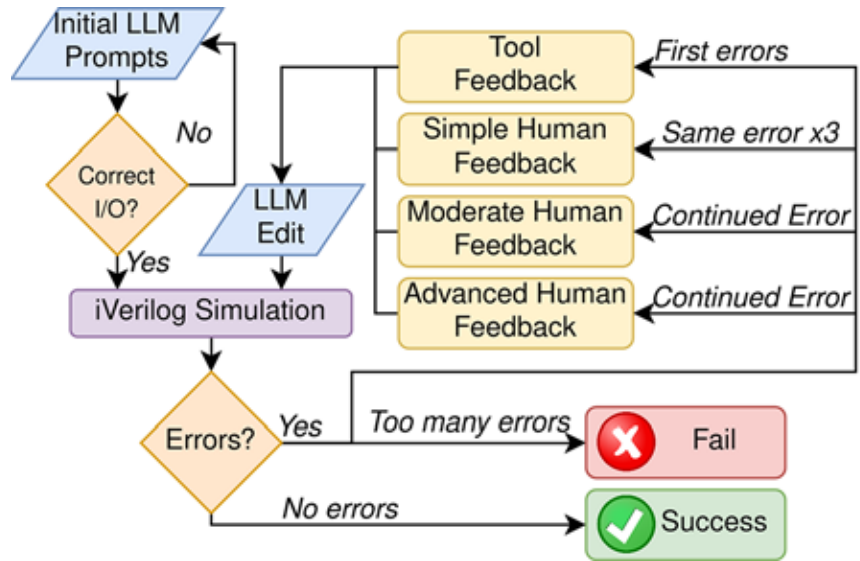 Initial LLM
Prompts
No
Correct
I/O?
Yes
LLM
Edit
iVerilog Simulation
Errors?
Yes
Tool
Feedback
First errors
Simple Human
Feedback
Same error x3
Moderate Human
Feedback
Continued Error
Advanced Human
Feedback
Continued Error
Too many errors
Fail
No errors
Success